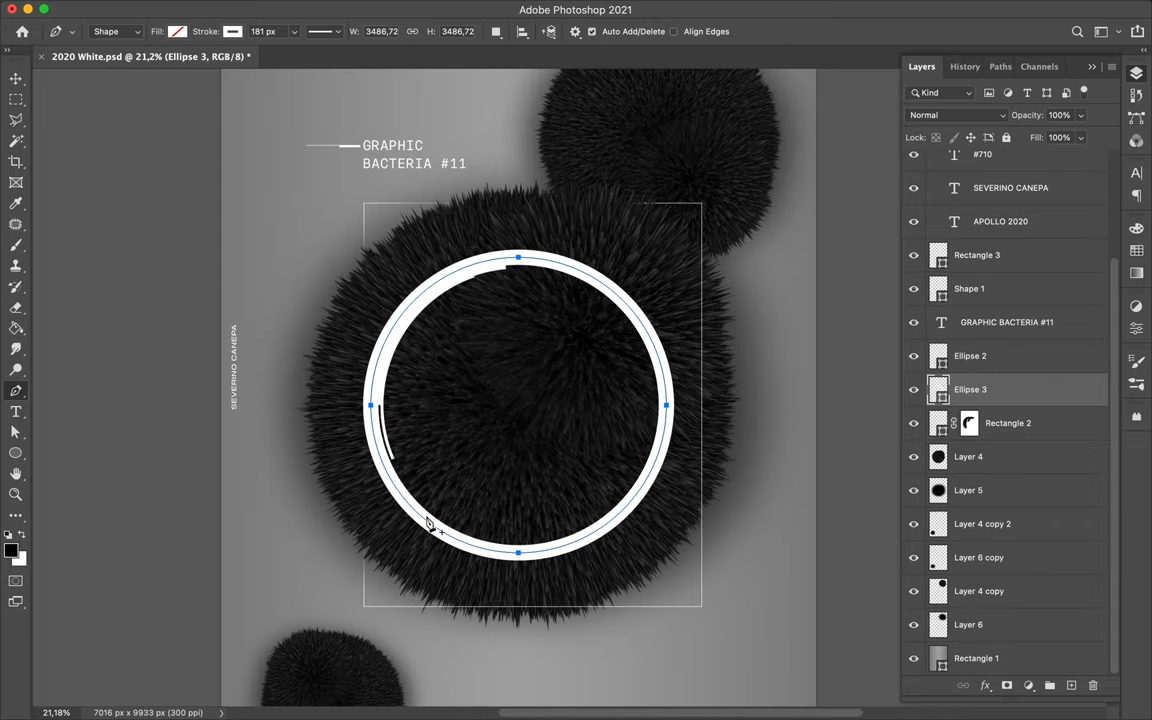 Adobe Photoshop 2021
Shape
Fill:
Stroke:
181 px
W: 3486,72
H: 3486,72
Auto Add/Delete
Align Edges
2020 White.psd @ 21,2% (Ellipse 3, RGB/8) *
Layers
History
Paths
Channels
Kind
Normal
Opacity: 100%
Lock:
Fill: 100%
#710
SEVERINO CANEPA
APOLLO 2020
Rectangle 3
Shape 1
GRAPHIC BACTERIA #11
Ellipse 2
Ellipse 3
Rectangle 2
Layer 4
Layer 5
Layer 4 copy 2
Layer 6 copy
Layer 4 copy
Layer 6
Rectangle 1
GRAPHIC
BACTERIA #11
SEVERINO CANEPA
21,18%
7016 px x 9933 px (300 ppi)